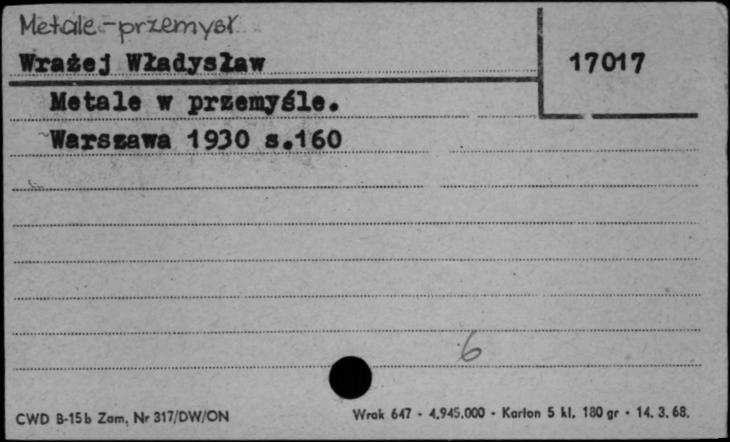 Metale-przemysł
Wrażej Władysław
17017
Metale w przemyśle.
Warszawa 1930 s.160
6
CWD B-15b Zam. Nr 317/DW/ON
Wrak 647 - 4.945.000 - Karton 5 kl. 180 gr - 14. 3. 68.